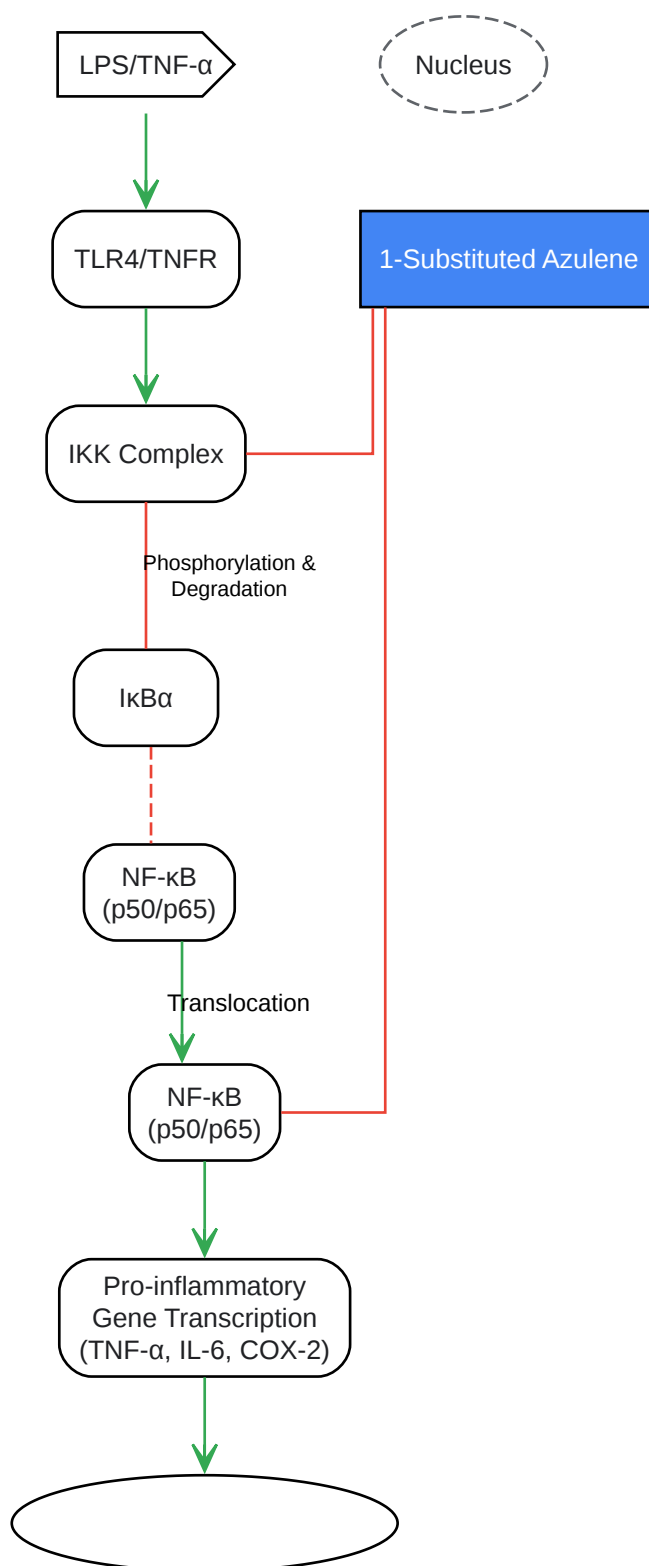 LPS/TNF-α
Nucleus
TLR4/TNFR
1-Substituted Azulene
IKK Complex
Phosphorylation &
Degradation
IκBα
NF-κB
(p50/p65)
Translocation
NF-κB
(p50/p65)
Pro-inflammatory
Gene Transcription
(TNF-α, IL-6, COX-2)